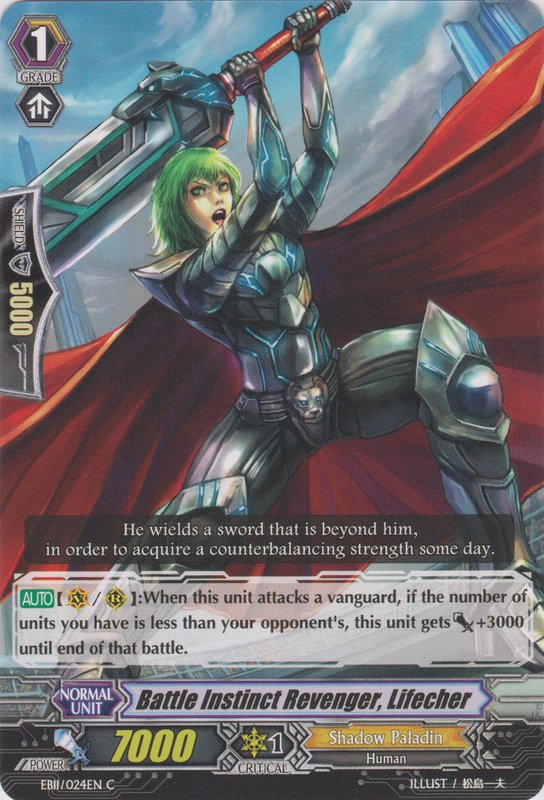 1
GRADE
SHIELD
5000
He wields a sword that is beyond him,
in order to acquire a counterbalancing strength some day.
AUTO [ V / R ]:When this unit attacks a vanguard, if the number of
units you have is less than your opponent's, this unit gets +3000
until end of that battle.
NORMAL
UNIT
Battle Instinct Revenger, Lifecher
7000
1
CRITICAL
Shadow Paladin
Human
EB11/024EN C
ILLUST / 松島一夫